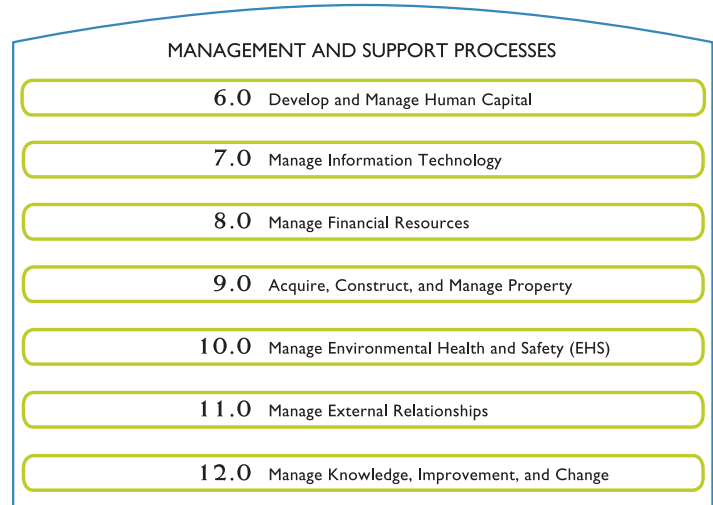 MANAGEMENT AND SUPPORT PROCESSES
6.0 Develop and Manage Human Capital
7.0 Manage Information Technology
8.0 Manage Financial Resources
9.0 Acquire, Construct, and Manage Property
10.0 Manage Environmental Health and Safety (EHS)
11.0 Manage External Relationships
12.0 Manage Knowledge, Improvement, and Change